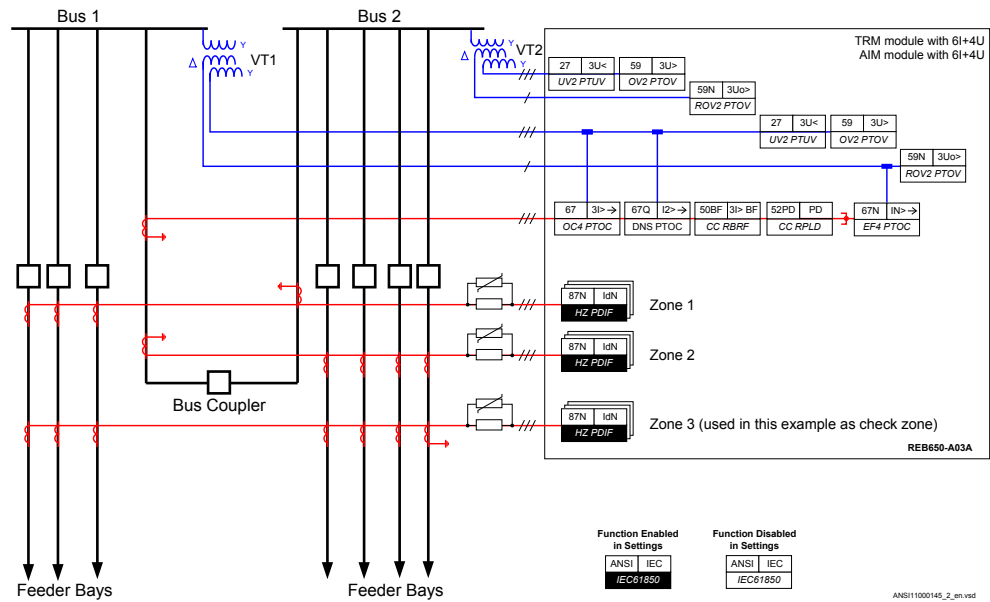 Bus 1
Bus 2
TRM module with 6I+4U
AIM module with 6I+4U
VT1
VT2
Y
Y
Δ
Y
Y
Δ
27 3U<
UV2 PTUV
59 3U>
OV2 PTOV
59N 3Uo>
ROV2 PTOV
27 3U<
UV2 PTUV
59 3U>
OV2 PTOV
59N 3Uo>
ROV2 PTOV
67 3I>→
OC4 PTOC
67Q I2>→
DNS PTOC
50BF 3I> BF
CC RBRF
52PD PD
CC RPLD
67N IN>→
EF4 PTOC
87N IdN
HZ PDIF
Zone 1
87N IdN
HZ PDIF
Zone 2
Bus Coupler
87N IdN
HZ PDIF
Zone 3 (used in this example as check zone)
REB650-A03A
Function Enabled
in Settings
ANSI IEC
IEC61850
Function Disabled
in Settings
ANSI IEC
IEC61850
Feeder Bays
Feeder Bays
ANSI11000145_2_en.vsd